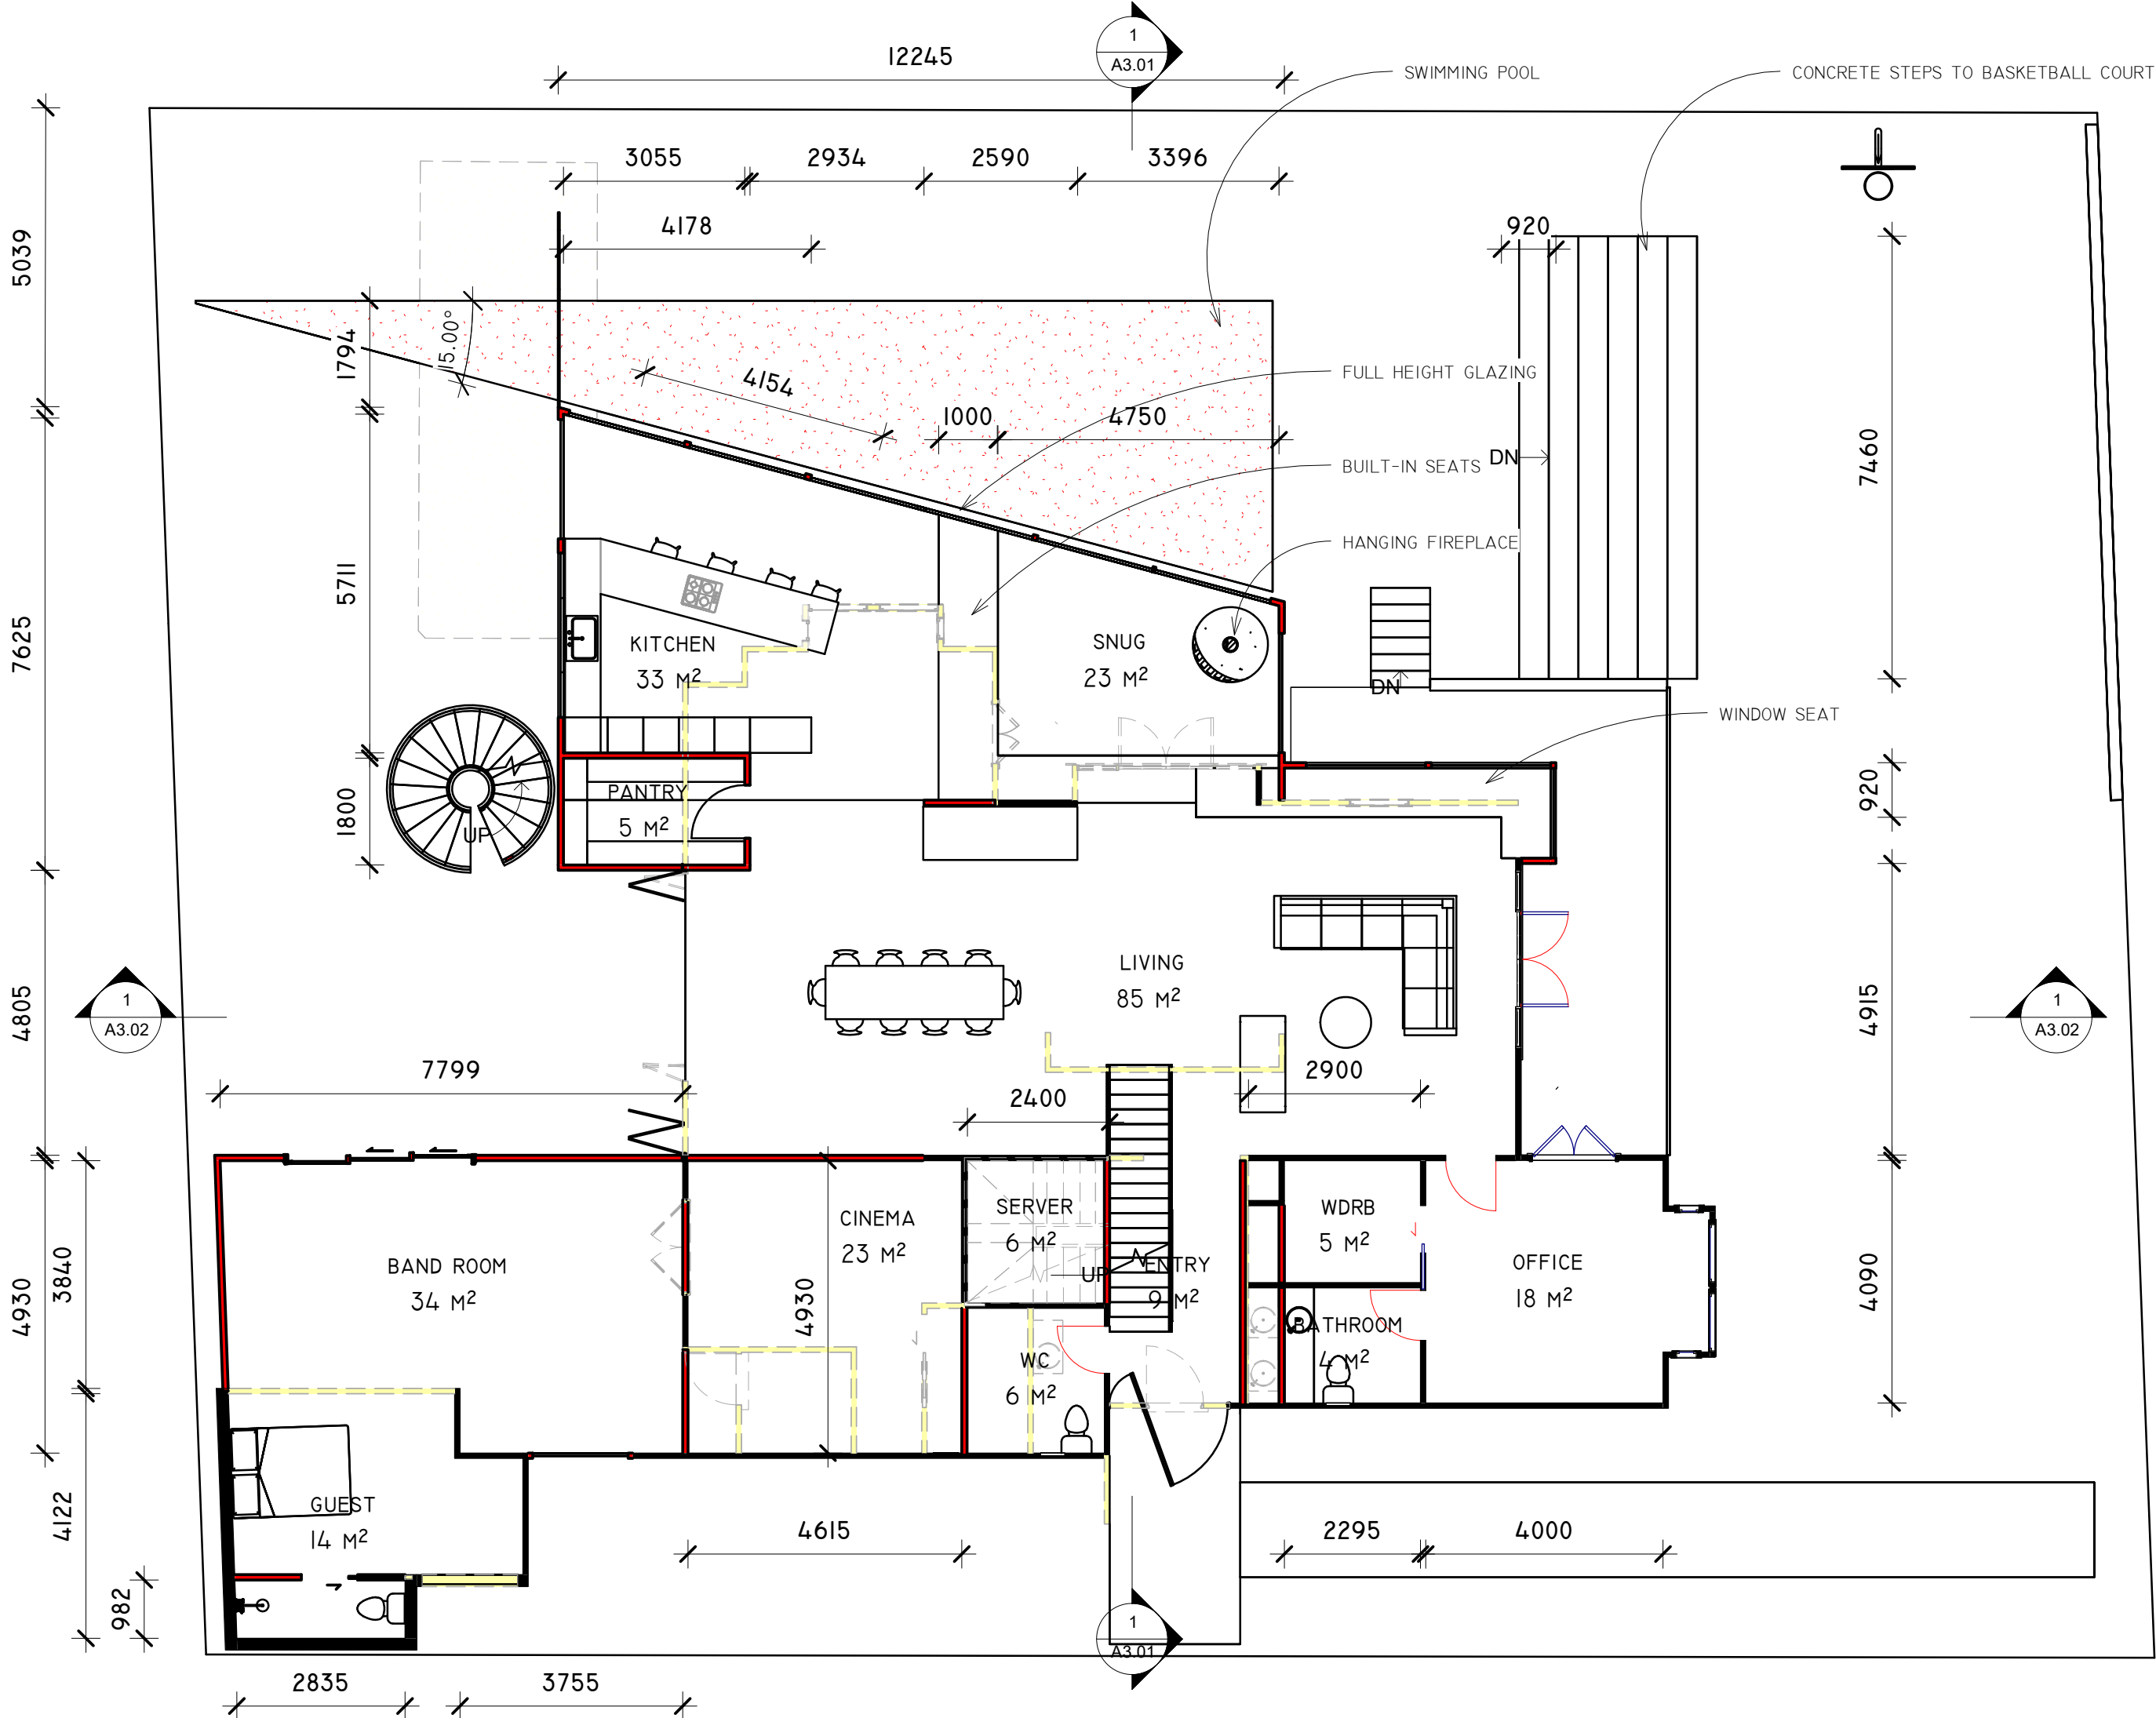 1
A3.01
12245
SWIMMING POOL
CONCRETE STEPS TO BASKETBALL COURT
3055
2934
2590
3396
4178
920
5039
1794
15.00°
4154
FULL HEIGHT GLAZING
1000
4750
BUILT-IN SEATS
DN
7460
HANGING FIREPLACE
5711
7625
KITCHEN
33 M²
SNUG
23 M²
DN
WINDOW SEAT
PANTRY
5 M²
1800
UP
920
LIVING
85 M²
1
A3.02
4805
4915
1
A3.02
7799
2400
2900
CINEMA
23 M²
SERVER
6 M²
WDRB
5 M²
BAND ROOM
34 M²
UP
ENTRY
9 M²
OFFICE
18 M²
4930
3840
4930
4090
BATHROOM
4 M²
WC
6 M²
GUEST
14 M²
4122
4615
2295
4000
982
1
A3.01
2835
3755